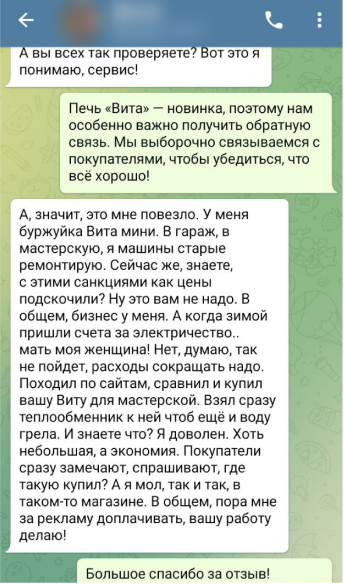 А вы всех так проверяете? Вот это я
понимаю, сервис!
Печь «Вита» — новинка, поэтому нам
особенно важно получить обратную
связь. Мы выборочно связываемся с
покупателями, чтобы убедиться, что
всё хорошо!
А, значит, это мне повезло. У меня
буржуйка Вита мини. В гараж, в
мастерскую, я машины старые
ремонтирую. Сейчас же, знаете,
с этими санкциями как цены
подскочили? Ну это вам не надо. В
общем, бизнес у меня. А когда зимой
пришли счета за электричество..
мать моя женщина! Нет, думаю, так
не пойдет, расходы сокращать надо.
Походил по сайтам, сравнил и купил
вашу Виту для мастерской. Взял сразу
теплообменник к ней чтоб ещё и воду
грела. И знаете что? Я доволен. Хоть
небольшая, а экономия. Покупатели
сразу замечают, спрашивают, где
такую купил? А я мол, так и так, в
таком-то магазине. В общем, пора мне
за рекламу доплачивать, вашу работу
делаю!
Большое спасибо за отзыв!